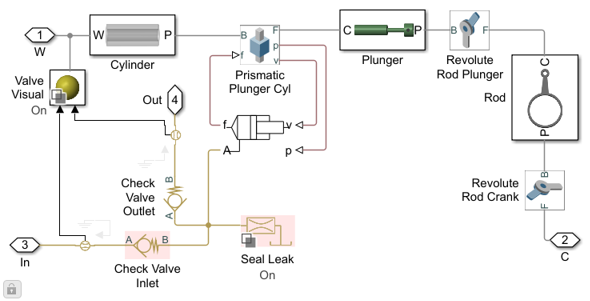 1
W
W P
Cylinder
B F
p
f v
Prismatic
Plunger Cyl
C P
Plunger
B F
Revolute
Rod Plunger
C
Rod
P
Valve
Visual
On
Out 4
f v
A p
B
Check
Valve
Outlet
A
B
Revolute
Rod Crank
F
3
In
A B
Check Valve
Inlet
Seal Leak
On
2
C